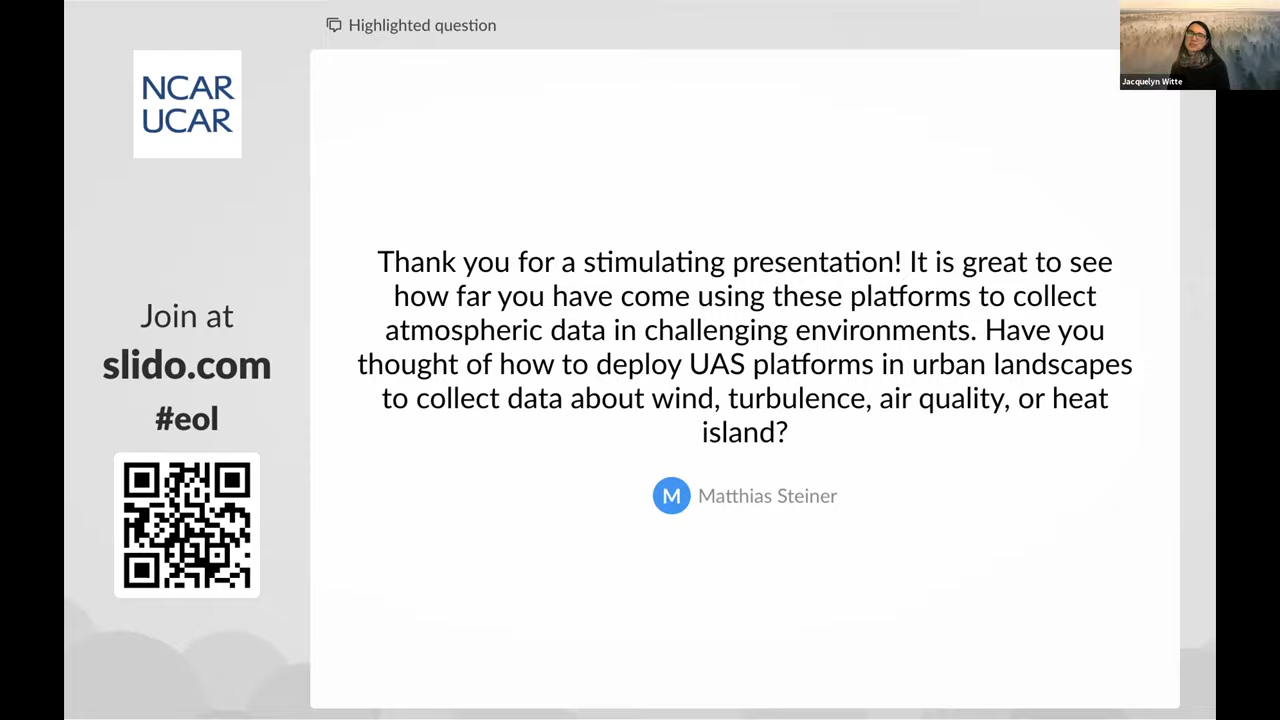 Highlighted question
NCAR
UCAR
Jacquelyn Witte
Thank you for a stimulating presentation! It is great to see
how far you have come using these platforms to collect
atmospheric data in challenging environments. Have you
thought of how to deploy UAS platforms in urban landscapes
to collect data about wind, turbulence, air quality, or heat
island?
M Matthias Steiner
Join at
slido.com
#eol